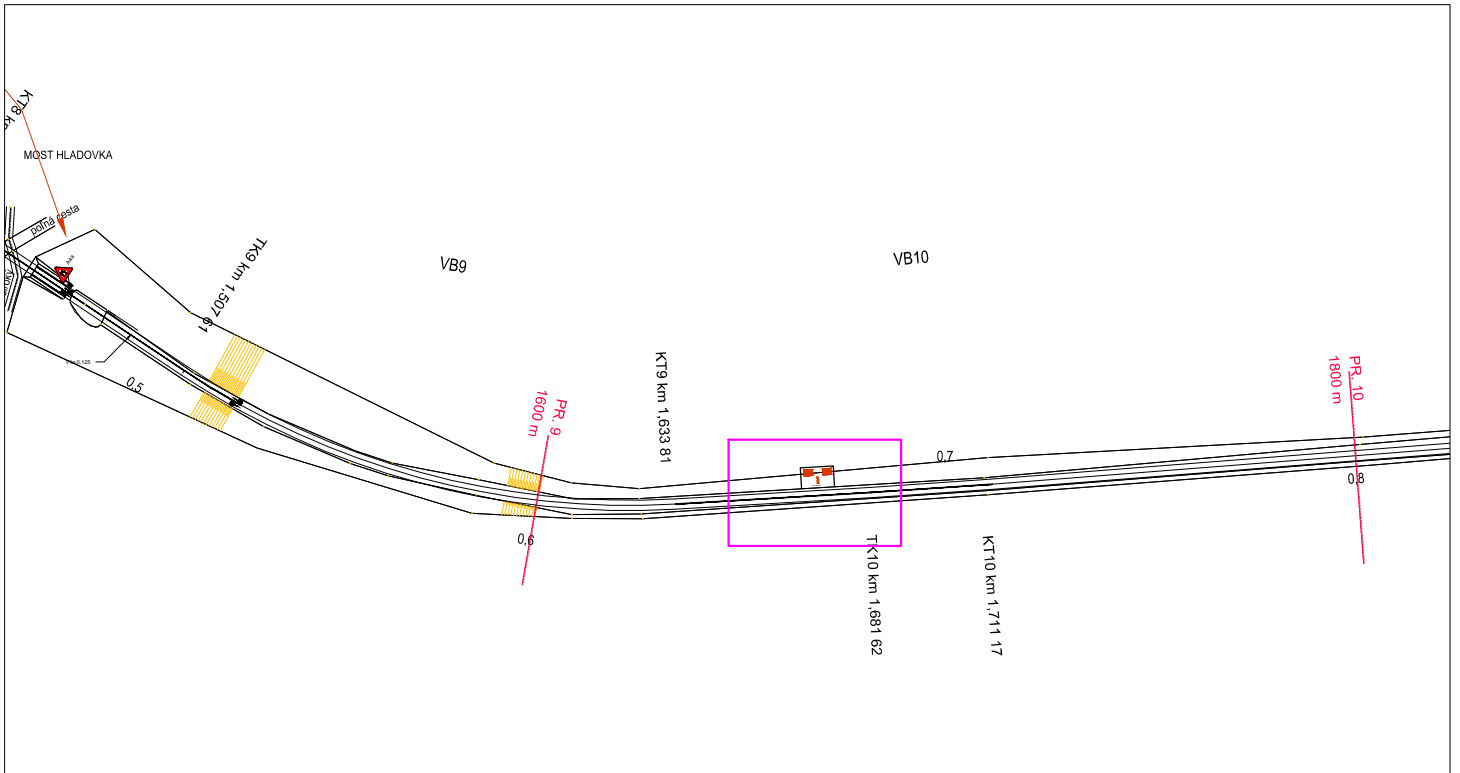 KT8 km
MOST HLADOVKA
poľná cesta
TK9 km 1,507 61
VB9
VB10
0,5
KT9 km 1,633 81
PR. 9
1600 m
0,6
0,7
TK10 km 1,681 62
KT10 km 1,711 17
PR. 10
1800 m
0,8